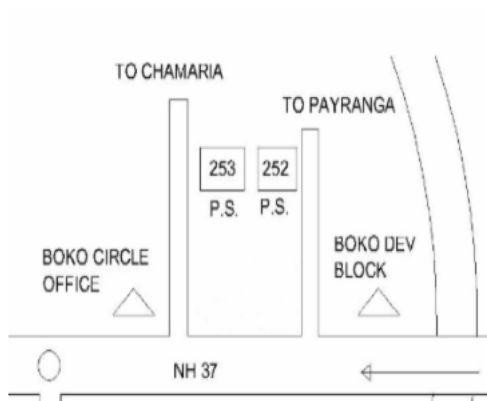 TO CHAMARIA
TO PAYRANGA
253
252
P.S.
P.S.
BOKO CIRCLE
OFFICE
BOKO DEV
BLOCK
NH 37